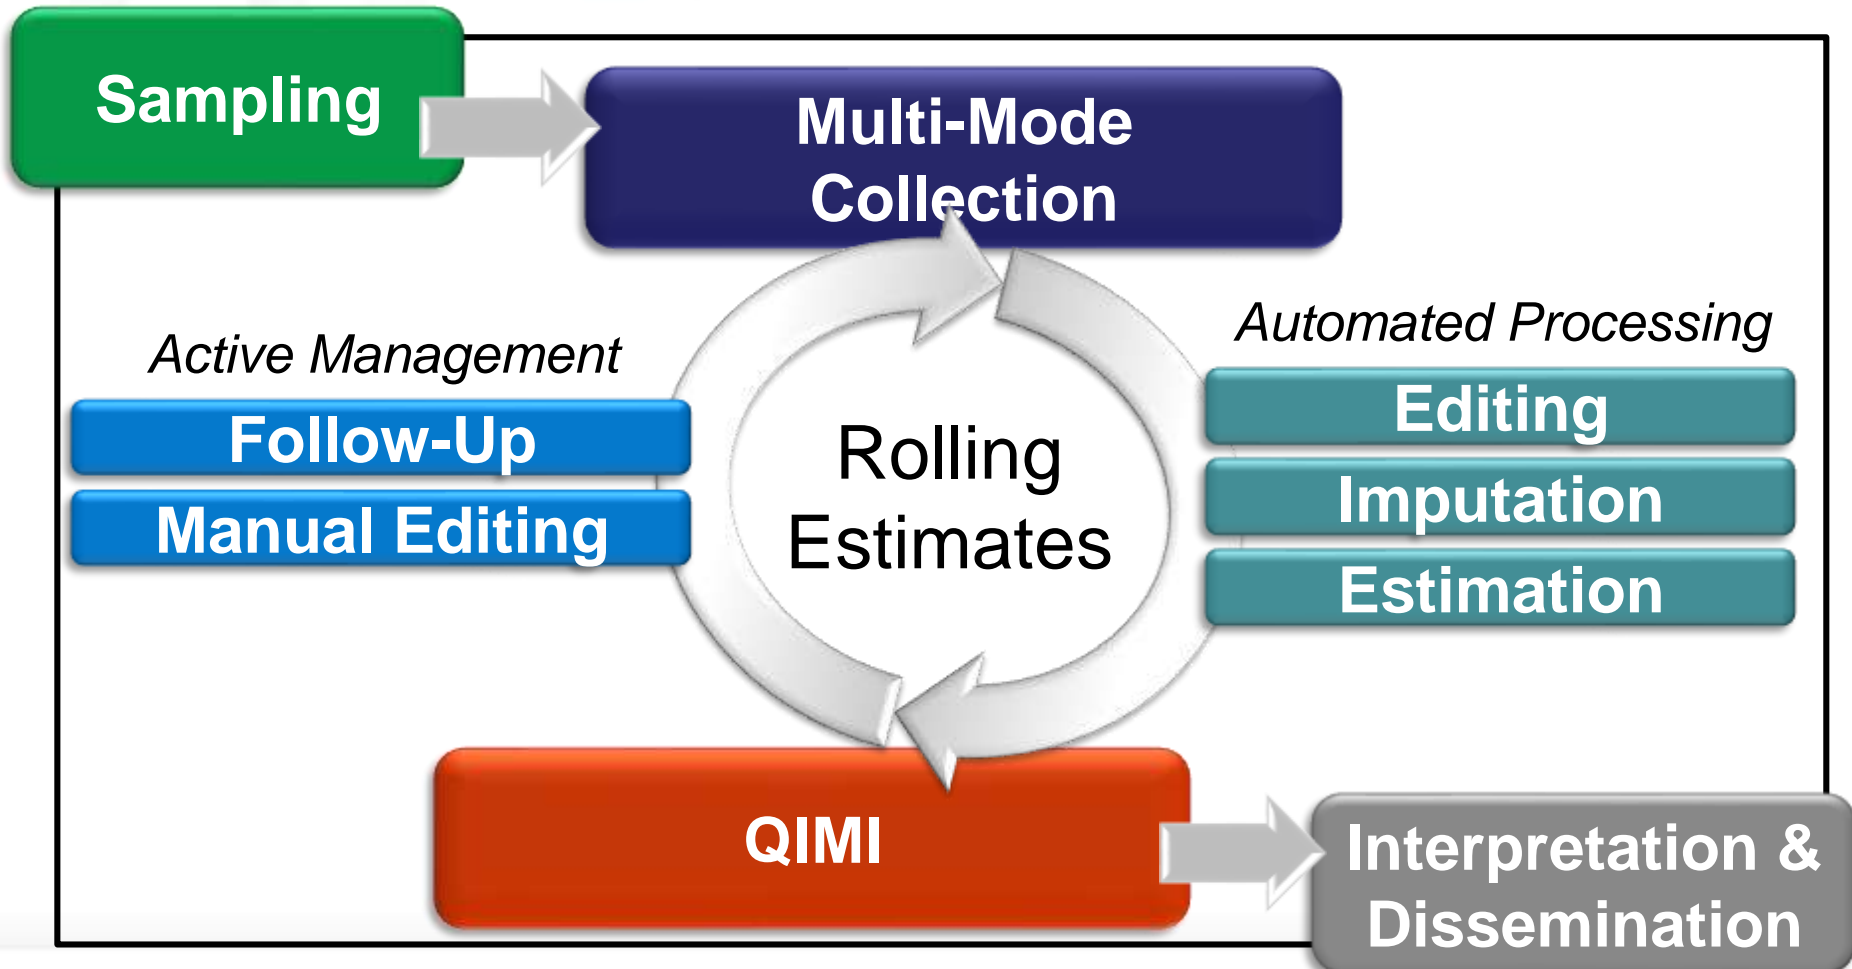 Sampling
Multi-Mode
Collection
Active Management
Follow-Up
Manual Editing
Rolling
Estimates
Automated Processing
Editing
Imputation
Estimation
QIMI
Interpretation &
Dissemination